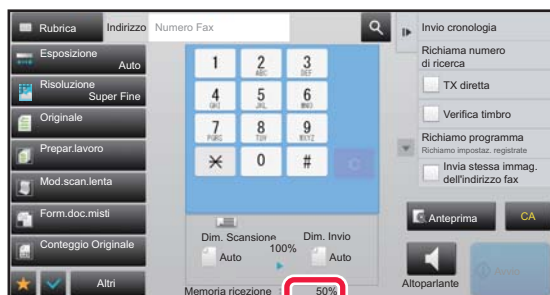 Rubrica
Indirizzo
Numero Fax
Esposizione
Auto
Risoluzione
Super Fine
Originale
Prepar.lavoro
Mod.scan.lenta
Form.doc.misti
Conteggio Originale
Altri
1
2 ABC
3 DEF
4 GHI
5 JKL
6 MNO
7 PQRS
8 TUV
9 WXYZ
0
#
Dim. Scansione
100%
Dim. Invio
Auto
Auto
Memoria ricezione :
50%
Invio cronologia
Richiama numero
di ricerca
TX diretta
Verifica timbro
Richiamo programma
Richiamo impostaz. registrate
Invia stessa immag.
dell'indirizzo fax
Anteprima
CA
Altoparlante
Avvio